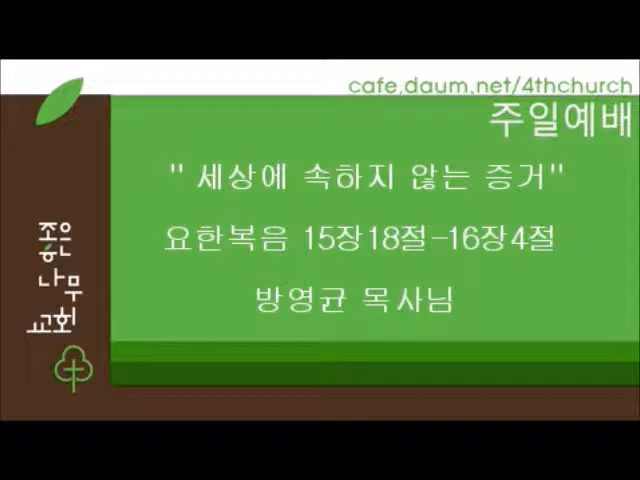 cafe.daum.net/4thchurch
주일예배
" 세상에 속하지 않는 증거"
요한복음 15장18절-16장4절
방영균 목사님
좋은
나무
교회